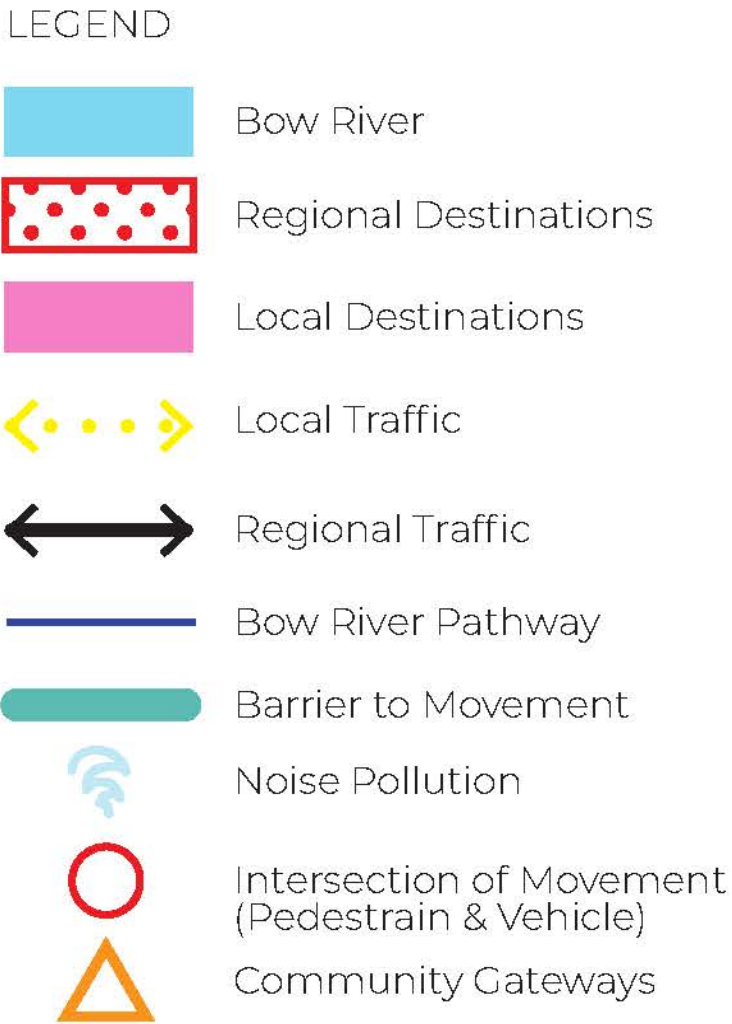 LEGEND
Bow River
Regional Destinations
Local Destinations
Local Traffic
Regional Traffic
Bow River Pathway
Barrier to Movement
Noise Pollution
Intersection of Movement
(Pedestrain & Vehicle)
Community Gateways